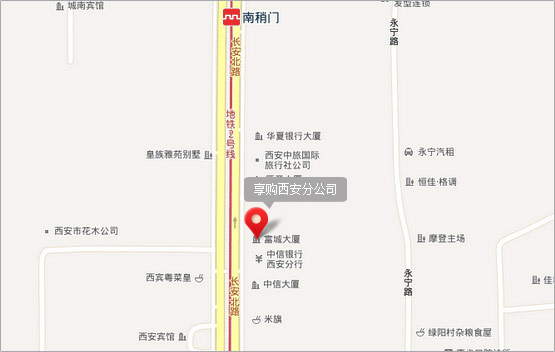 城南宾馆
南稍门
发型连锁
永宁路
长安北路
地铁2号线
华夏银行大厦
皇族雅苑别墅
西安中旅国际
旅行社公司
永宁汽租
享购西安分公司
恒佳·格调
西安市花木公司
富城大厦
摩登主场
中信银行
西安分行
西宾粤菜皇
中信大厦
长安北路
永宁路
米旗
西安宾馆
绿阳村杂粮食屋